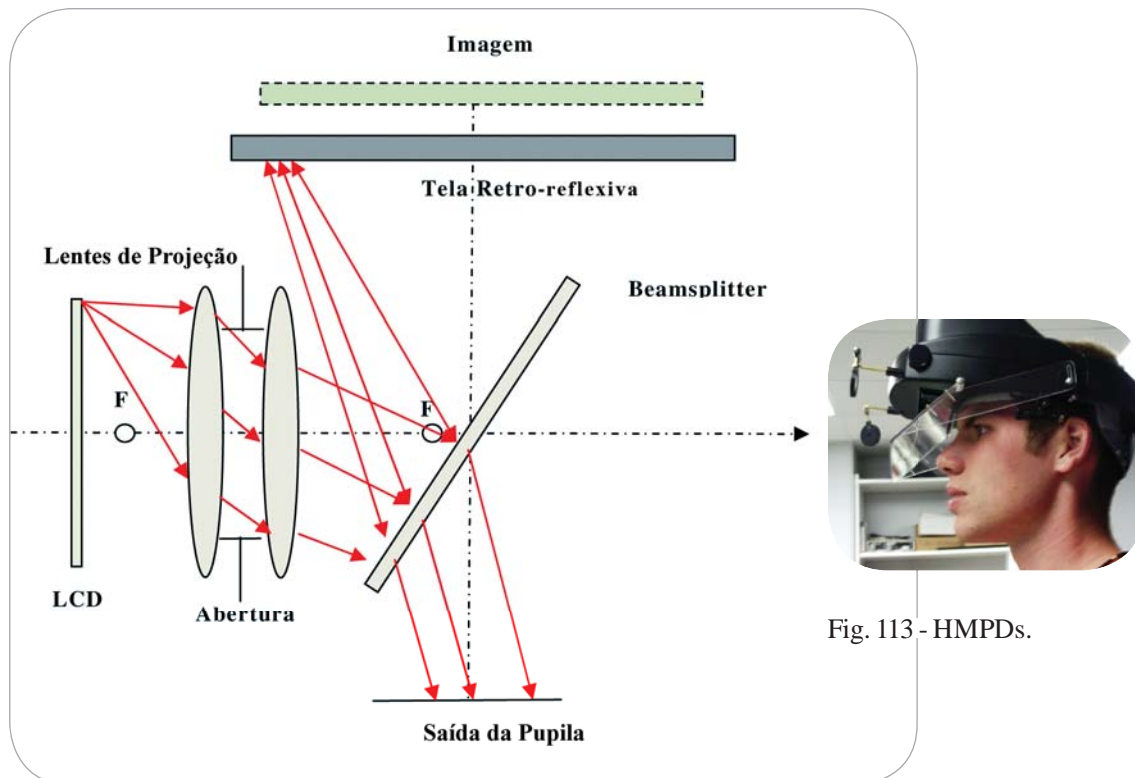 Imagem
Tela Retro-reflexiva
Lentes de Projeção
Beamsplitter
F
F
LCD
Abertura
Fig. 113 - HMPDs.
Saída da Pupila